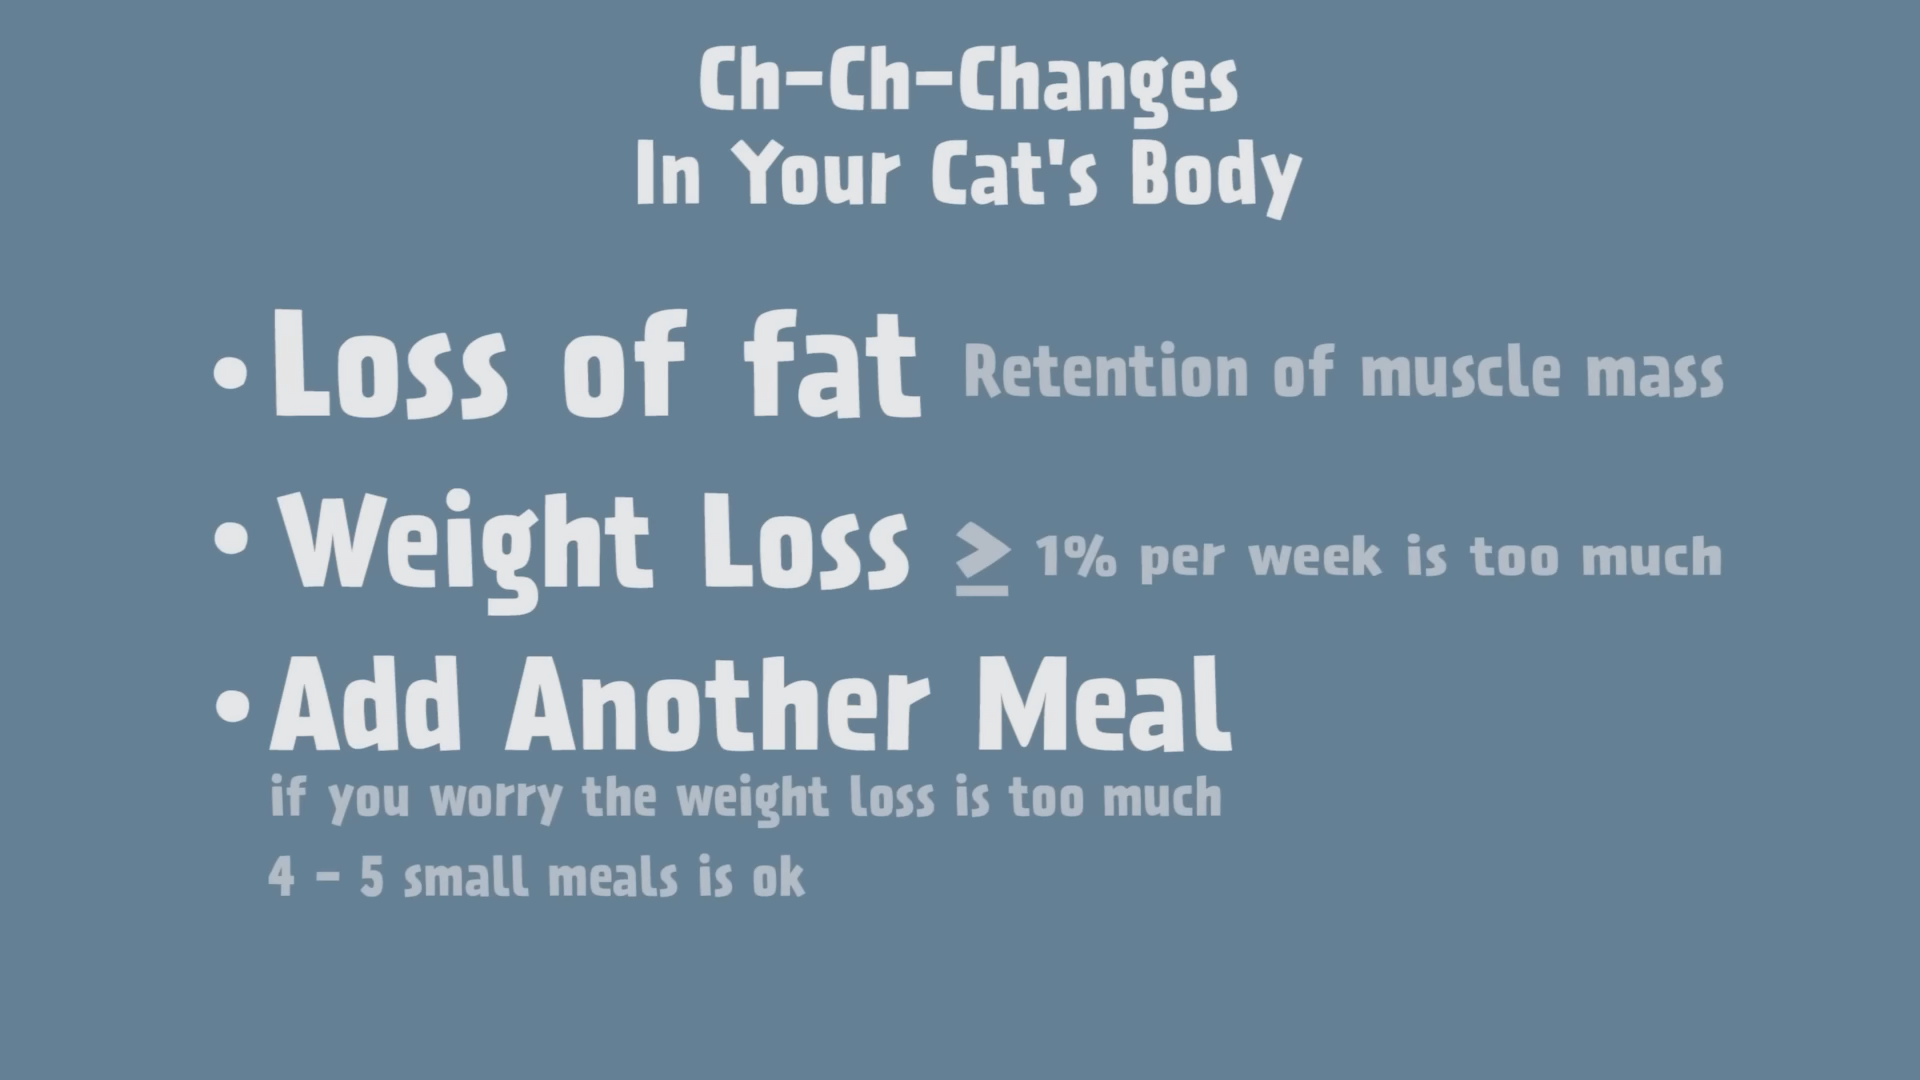 Ch-Ch-Changes
In Your Cat's Body
• Loss of fat Retention of muscle mass
• Weight Loss ≥ 1% per week is too much
• Add Another Meal
if you worry the weight loss is too much
4 - 5 small meals is ok